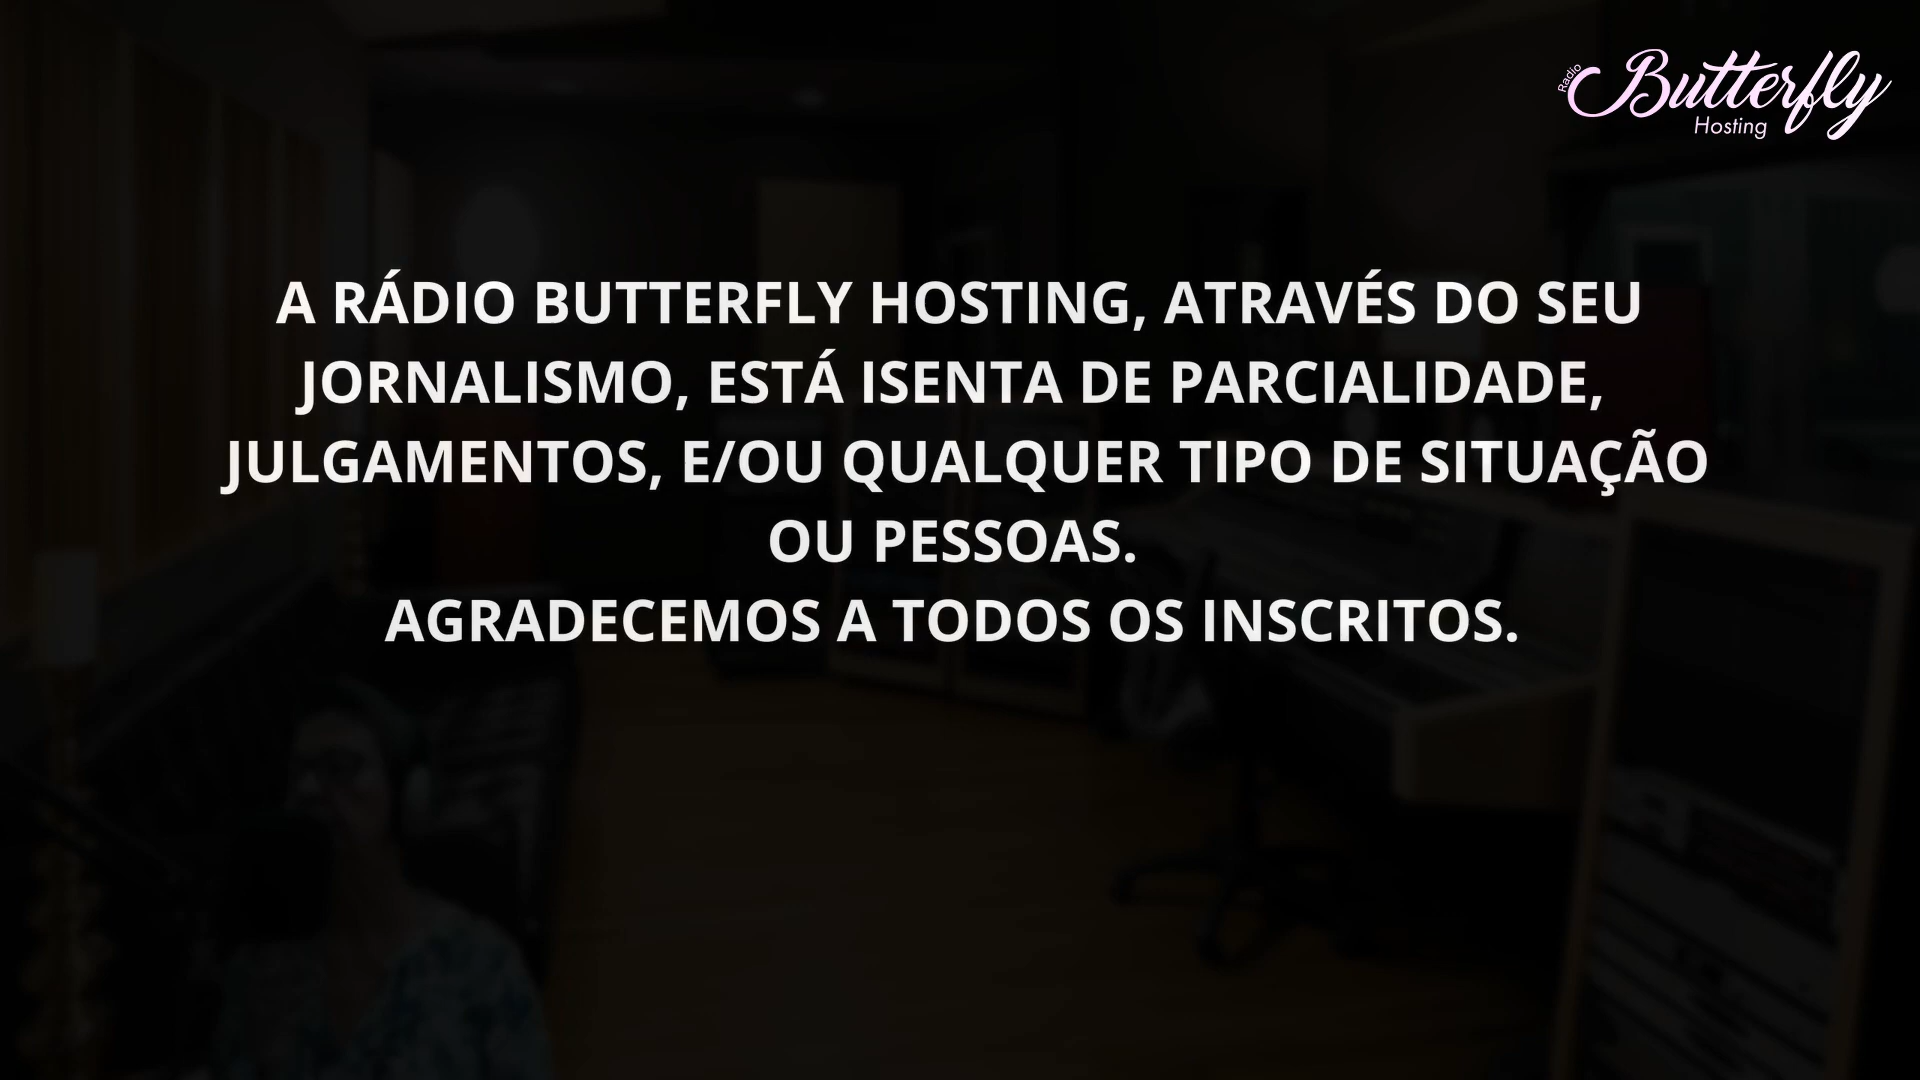 Radio
Butterfly
Hosting
A RÁDIO BUTTERFLY HOSTING, ATRAVÉS DO SEU
JORNALISMO, ESTÁ ISENTA DE PARCIALIDADE,
JULGAMENTOS, E/OU QUALQUER TIPO DE SITUAÇÃO
OU PESSOAS.
AGRADECEMOS A TODOS OS INSCRITOS.